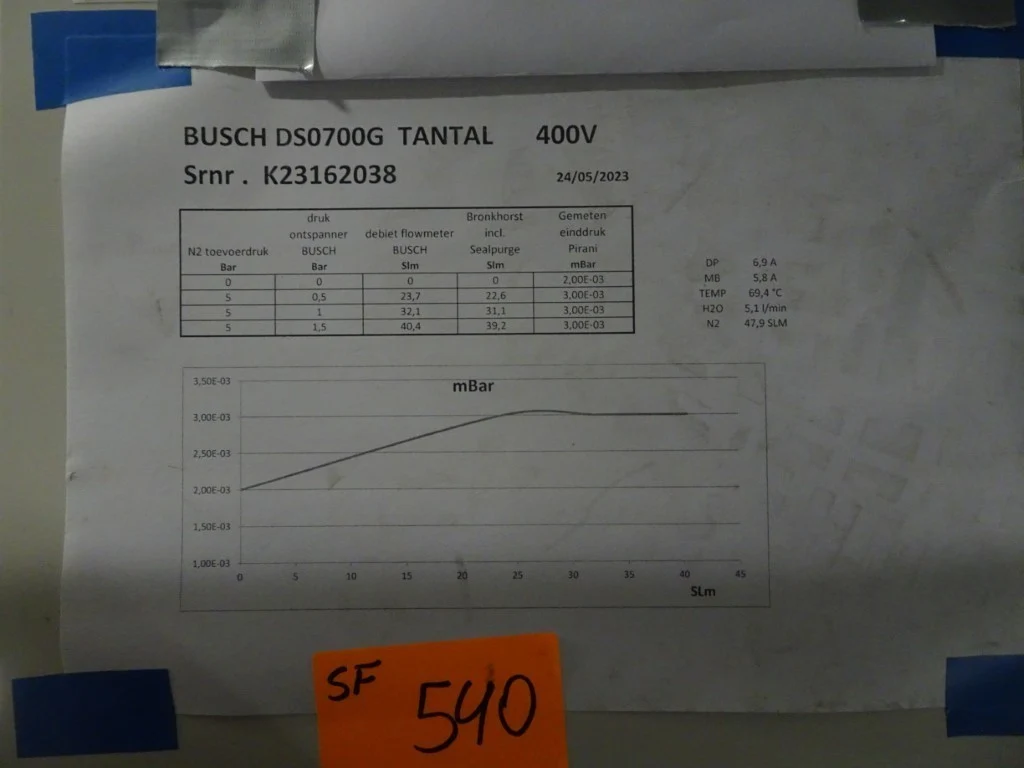 BUSCH DS0700G TANTAL 400V
Srnr . K23162038 24/05/2023
N2 toevoerdruk druk ontspanner BUSCH debiet flowmeter BUSCH Bronkhorst incl. Sealpurge Gemeten einddruk Pirani
Bar Bar Slm Slm mBar
0 0 0 0 2,00E-03
5 0,5 23,7 22,6 3,00E-03
5 1 32,1 31,1 3,00E-03
5 1,5 40,4 39,2 3,00E-03
DP 6,9 A
MB 5,8 A
TEMP 69,4 °C
H2O 5,1 l/min
N2 47,9 SLM
mBar
3,50E-03
3,00E-03
2,50E-03
2,00E-03
1,50E-03
1,00E-03
0 5 10 15 20 25 30 35 40 45
SLm
SF 540